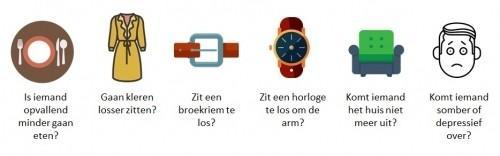 Is iemand
opvallend
minder gaan
eten?
Gaan kleren
losser zitten?
Zit een
broekriem te
los?
Zit een horloge
te los om de
arm?
Komt iemand
het huis niet
meer uit?
Komt iemand
somber of
depressief
over?